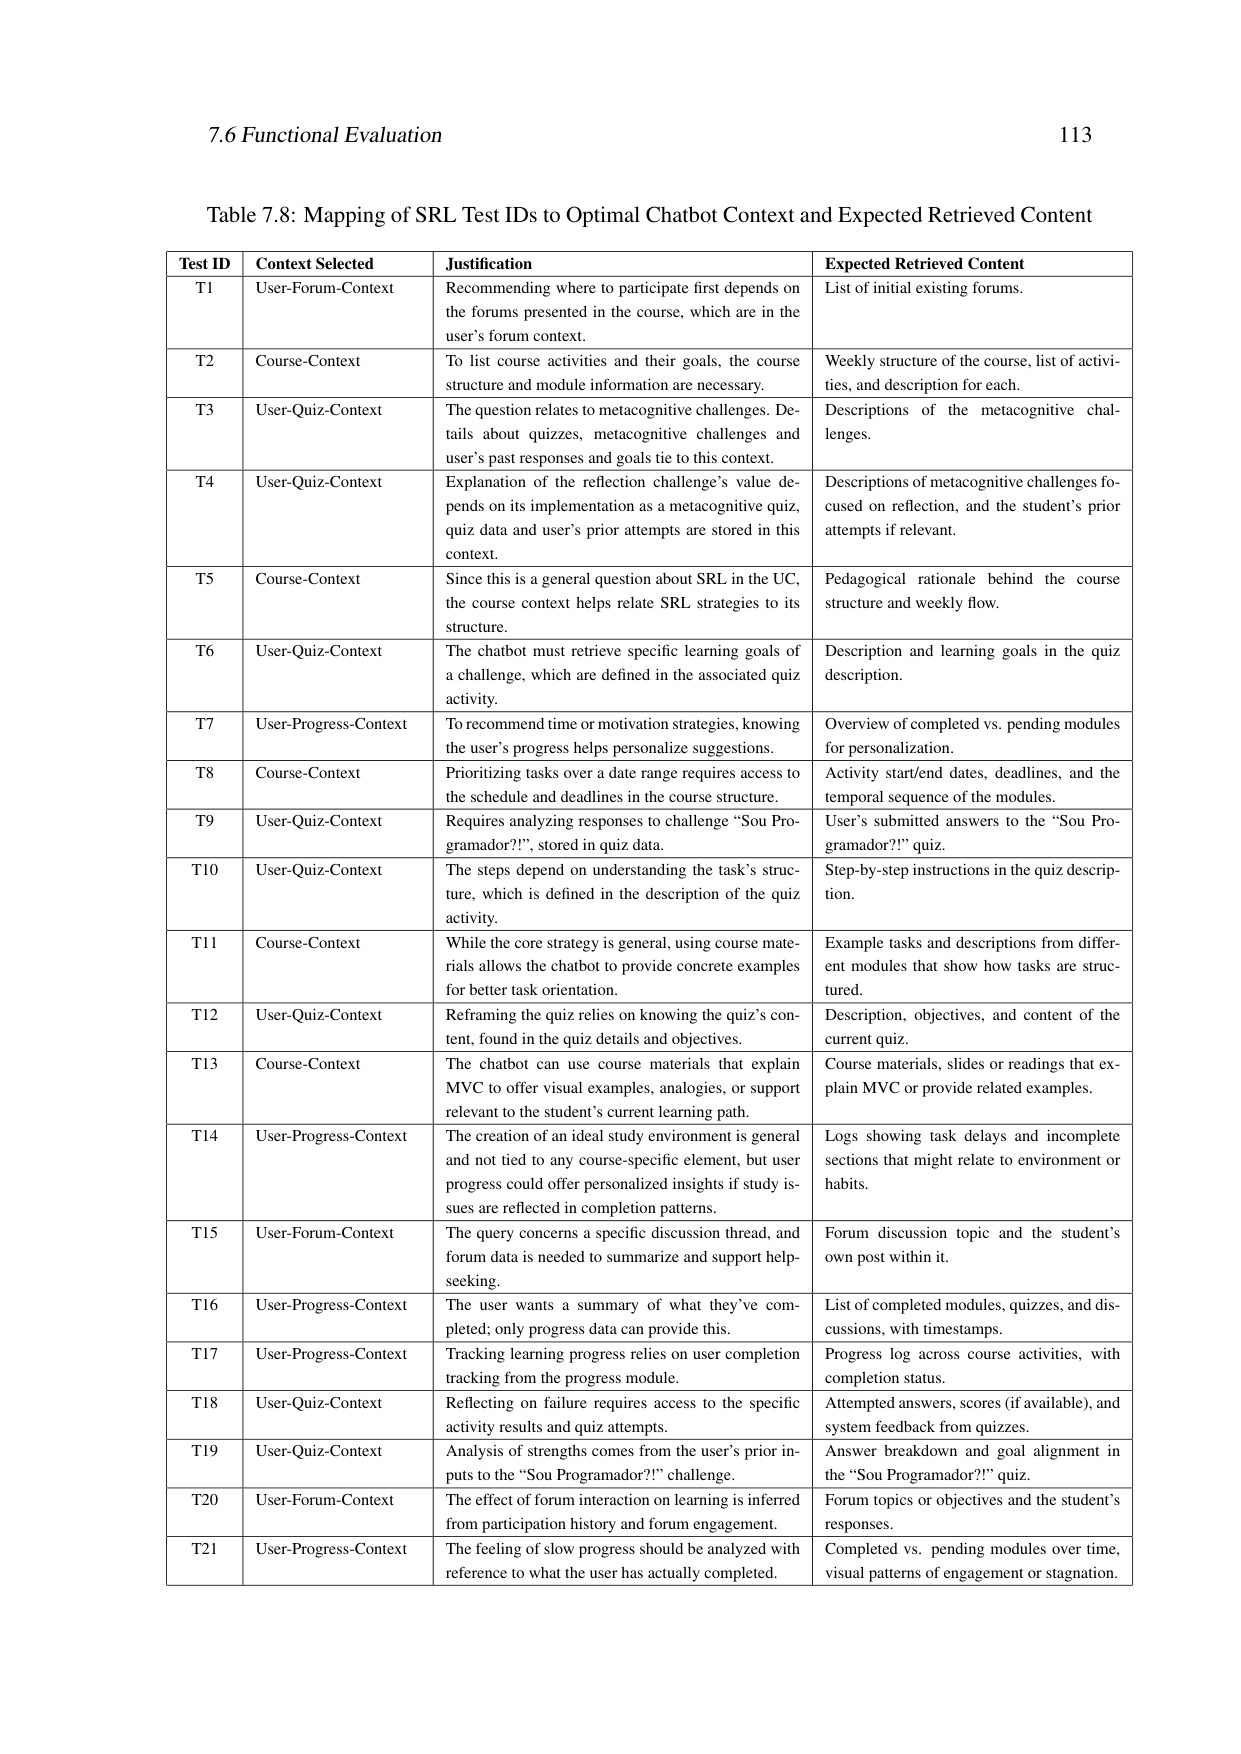 7.6 Functional Evaluation 113
Table 7.8: Mapping of SRL Test IDs to Optimal Chatbot Context and Expected Retrieved Content
Test ID Context Selected Justification Expected Retrieved Content
T1 User-Forum-Context Recommending where to participate first depends on List of initial existing forums.
the forums presented in the course, which are in the
user's forum context.
T2 Course-Context To list course activities and their goals, the course Weekly structure of the course, list of activi-
structure and module information are necessary. ties, and description for each.
T3 User-Quiz-Context The question relates to metacognitive challenges. De- Descriptions of the metacognitive chal-
tails about quizzes, metacognitive challenges and lenges.
user's past responses and goals tie to this context.
T4 User-Quiz-Context Explanation of the reflection challenge's value de- Descriptions of metacognitive challenges fo-
pends on its implementation as a metacognitive quiz, cused on reflection, and the student's prior
quiz data and user's prior attempts are stored in this attempts if relevant.
context.
T5 Course-Context Since this is a general question about SRL in the UC, Pedagogical rationale behind the course
the course context helps relate SRL strategies to its structure and weekly flow.
structure.
T6 User-Quiz-Context The chatbot must retrieve specific learning goals of Description and learning goals in the quiz
a challenge, which are defined in the associated quiz description.
activity.
T7 User-Progress-Context To recommend time or motivation strategies, knowing Overview of completed vs. pending modules
the user's progress helps personalize suggestions. for personalization.
T8 Course-Context Prioritizing tasks over a date range requires access to Activity start/end dates, deadlines, and the
the schedule and deadlines in the course structure. temporal sequence of the modules.
T9 User-Quiz-Context Requires analyzing responses to challenge “Sou Pro- User's submitted answers to the “Sou Pro-
gramador?!”, stored in quiz data. gramador?!” quiz.
T10 User-Quiz-Context The steps depend on understanding the task's struc- Step-by-step instructions in the quiz descrip-
ture, which is defined in the description of the quiz tion.
activity.
T11 Course-Context While the core strategy is general, using course mate- Example tasks and descriptions from differ-
rials allows the chatbot to provide concrete examples ent modules that show how tasks are struc-
for better task orientation. tured.
T12 User-Quiz-Context Reframing the quiz relies on knowing the quiz's con- Description, objectives, and content of the
tent, found in the quiz details and objectives. current quiz.
T13 Course-Context The chatbot can use course materials that explain Course materials, slides or readings that ex-
MVC to offer visual examples, analogies, or support plain MVC or provide related examples.
relevant to the student's current learning path.
T14 User-Progress-Context The creation of an ideal study environment is general Logs showing task delays and incomplete
and not tied to any course-specific element, but user sections that might relate to environment or
progress could offer personalized insights if study is- habits.
sues are reflected in completion patterns.
T15 User-Forum-Context The query concerns a specific discussion thread, and Forum discussion topic and the student's
forum data is needed to summarize and support help- own post within it.
seeking.
T16 User-Progress-Context The user wants a summary of what they've com- List of completed modules, quizzes, and dis-
pleted; only progress data can provide this. cussions, with timestamps.
T17 User-Progress-Context Tracking learning progress relies on user completion Progress log across course activities, with
tracking from the progress module. completion status.
T18 User-Quiz-Context Reflecting on failure requires access to the specific Attempted answers, scores (if available), and
activity results and quiz attempts. system feedback from quizzes.
T19 User-Quiz-Context Analysis of strengths comes from the user's prior in- Answer breakdown and goal alignment in
puts to the “Sou Programador?!” challenge. the “Sou Programador?!” quiz.
T20 User-Forum-Context The effect of forum interaction on learning is inferred Forum topics or objectives and the student's
from participation history and forum engagement. responses.
T21 User-Progress-Context The feeling of slow progress should be analyzed with Completed vs. pending modules over time,
reference to what the user has actually completed. visual patterns of engagement or stagnation.